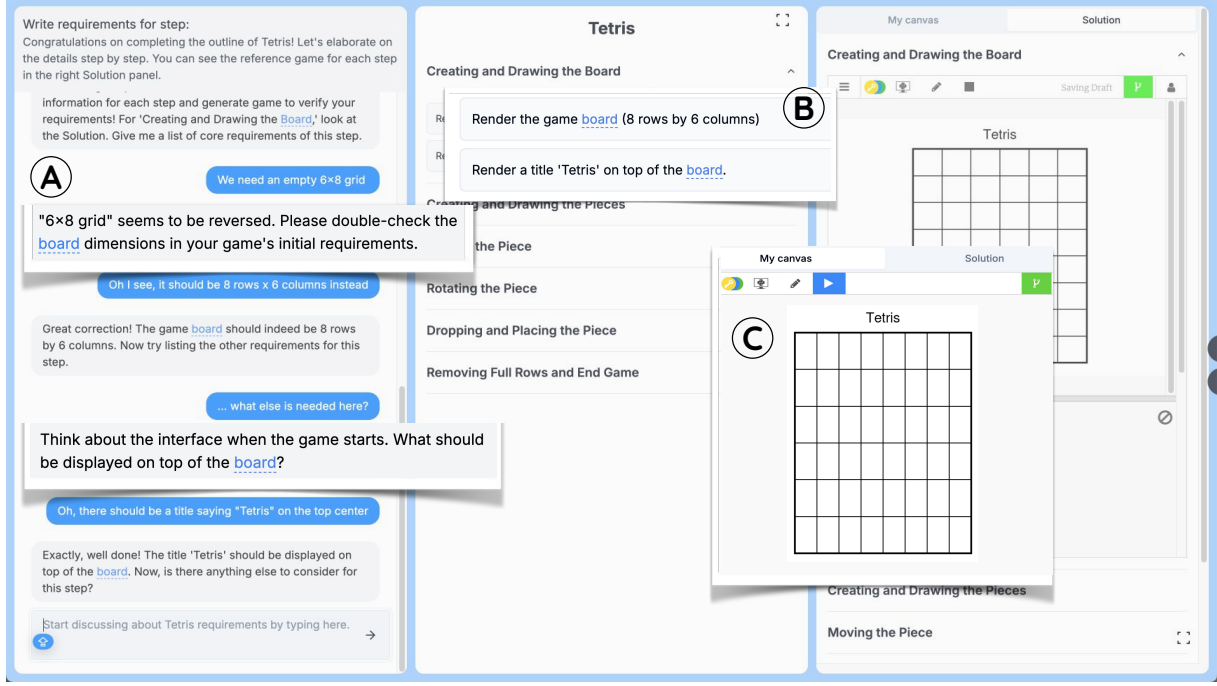 Write requirements for step:
Congratulations on completing the outline of Tetris! Let's elaborate on
the details step by step. You can see the reference game for each step
in the right Solution panel.
information for each step and generate game to verify your
requirements! For 'Creating and Drawing the Board,' look at
the Solution. Give me a list of core requirements of this step.
A
We need an empty 6×8 grid
"6×8 grid" seems to be reversed. Please double-check the
board dimensions in your game's initial requirements.
Oh I see, it should be 8 rows x 6 columns instead
Great correction! The game board should indeed be 8 rows
by 6 columns. Now try listing the other requirements for this
step.
... what else is needed here?
Think about the interface when the game starts. What should
be displayed on top of the board?
Oh, there should be a title saying "Tetris" on the top center
Exactly, well done! The title 'Tetris' should be displayed on
top of the board. Now, is there anything else to consider for
this step?
Start discussing about Tetris requirements by typing here.
Tetris
Creating and Drawing the Board
Re
Re
B
Render the game board (8 rows by 6 columns)
Render a title 'Tetris' on top of the board.
Creating and Drawing the Pieces
the Piece
Rotating the Piece
Dropping and Placing the Piece
Removing Full Rows and End Game
My canvas
Solution
Creating and Drawing the Board
Saving Draft
Tetris
My canvas
Solution
C
Tetris
Creating and Drawing the Pieces
Moving the Piece